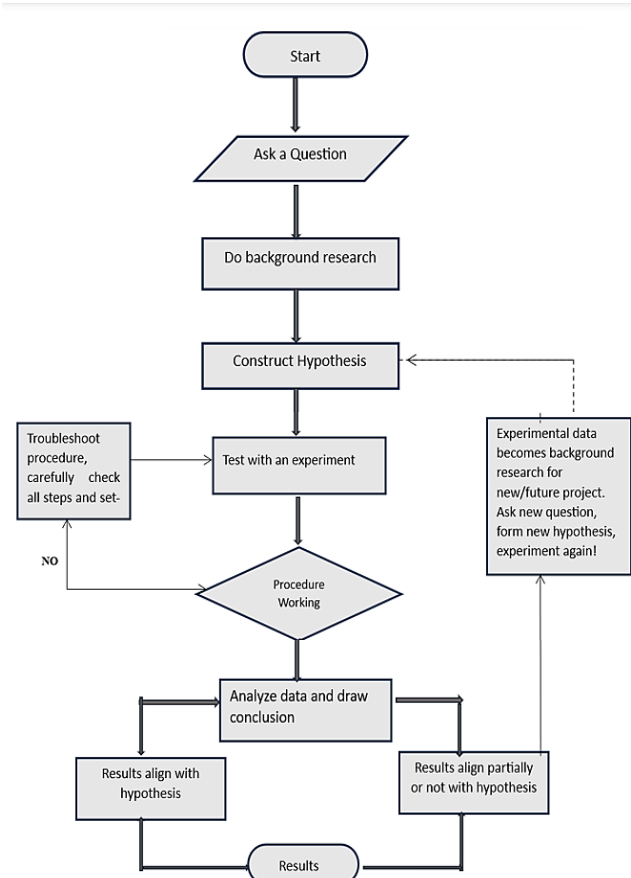 Start
Ask a Question
Do background research
Construct Hypothesis
Troubleshoot
procedure,
carefully check
all steps and set-
Test with an experiment
Experimental data
becomes background
research for
new/future project.
Ask new question,
form new hypothesis,
experiment again!
NO
Procedure
Working
Analyze data and draw
conclusion
Results align with
hypothesis
Results align partially
or not with hypothesis
Results